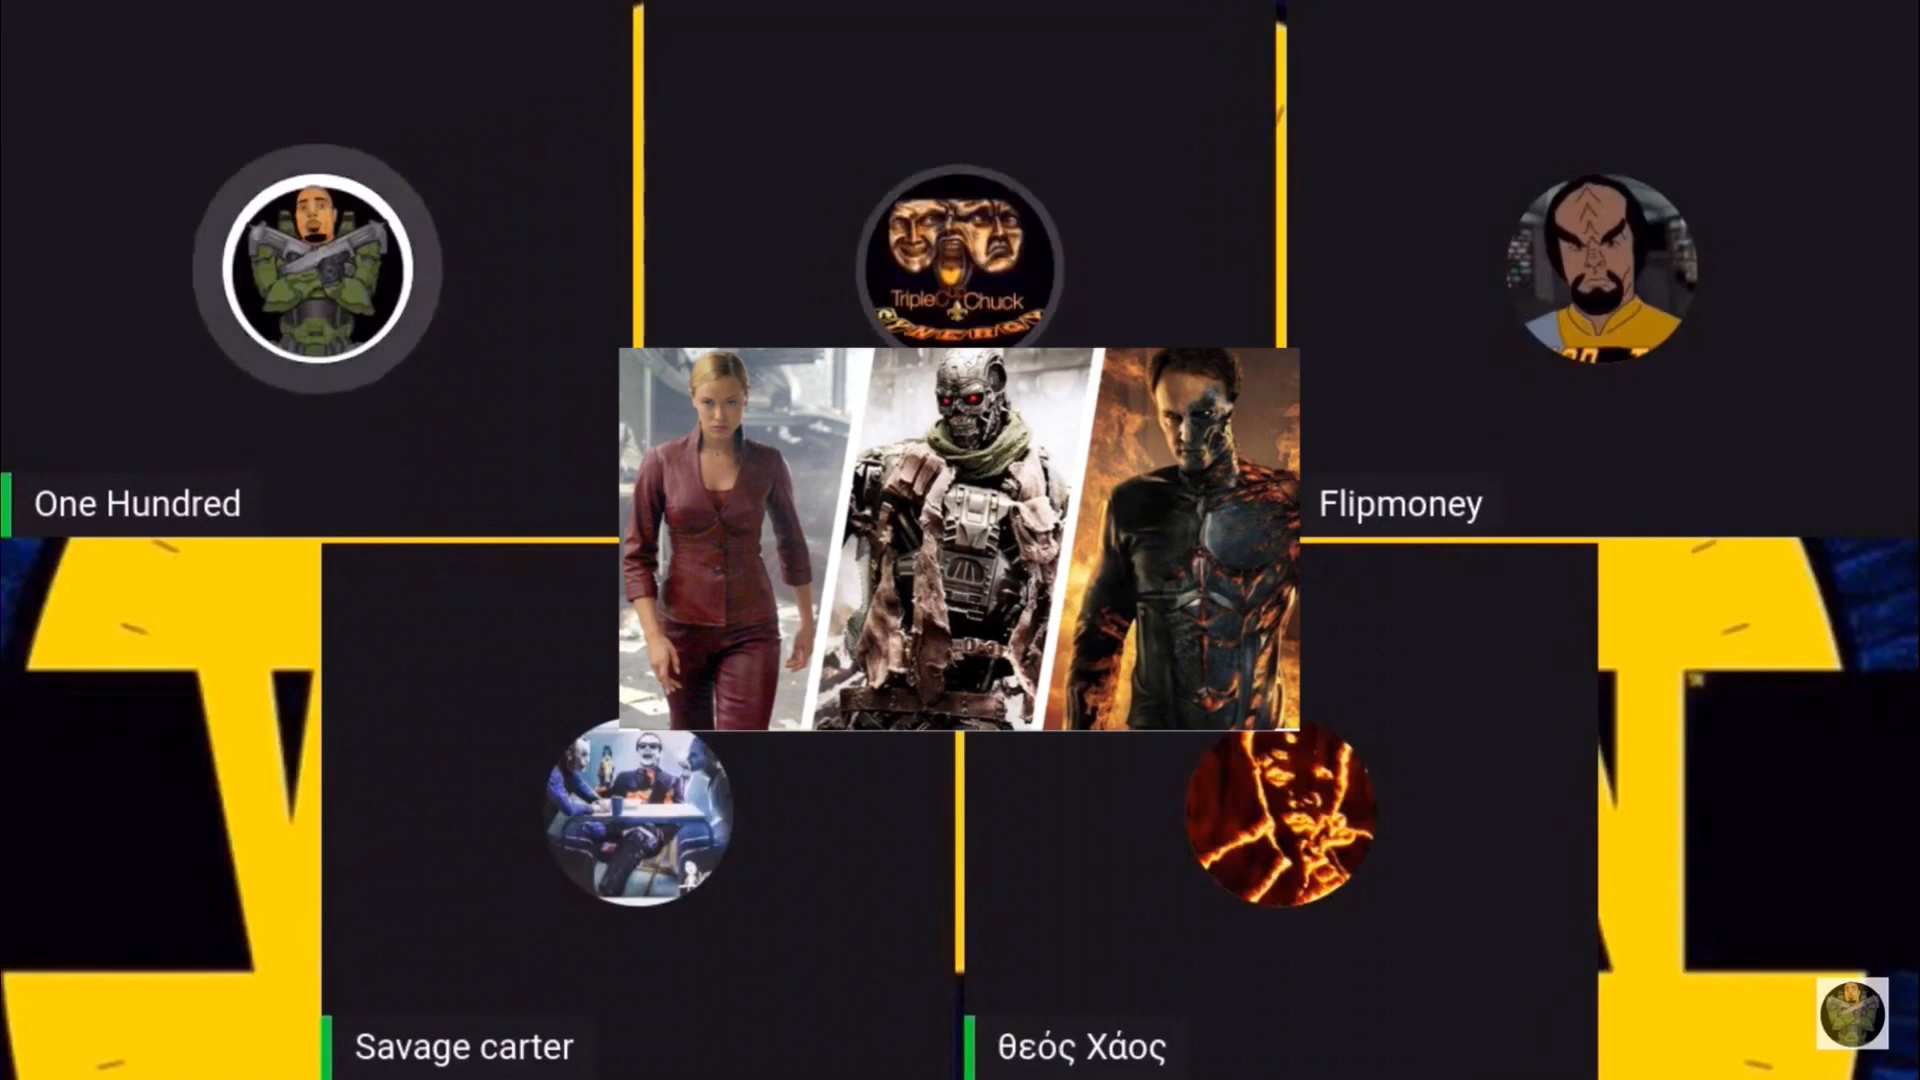 TripleC Chuck
One Hundred
Flipmoney
Savage carter
θεός Χάος